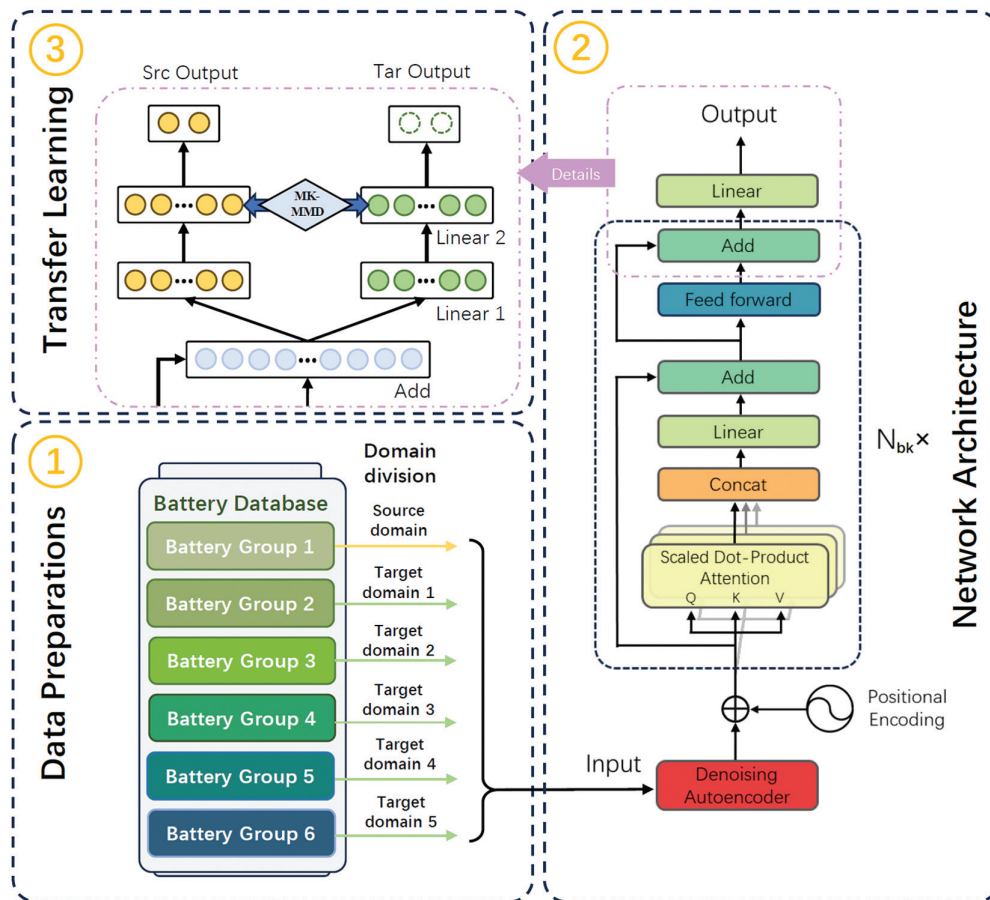 3
Transfer Learning
Src Output
Tar Output
MK-
MMD
Linear 2
Linear 1
Add
1
Data Preparations
Domain
division
Battery Database
Battery Group 1
Source
domain
Battery Group 2
Target
domain 1
Battery Group 3
Target
domain 2
Battery Group 4
Target
domain 3
Battery Group 5
Target
domain 4
Battery Group 6
Target
domain 5
2
Network Architecture
Output
Details
Linear
Add
Feed forward
Add
Linear
Concat
Scaled Dot-Product
Attention
Q K V
Nbk×
Positional
Encoding
Input
Denoising
Autoencoder